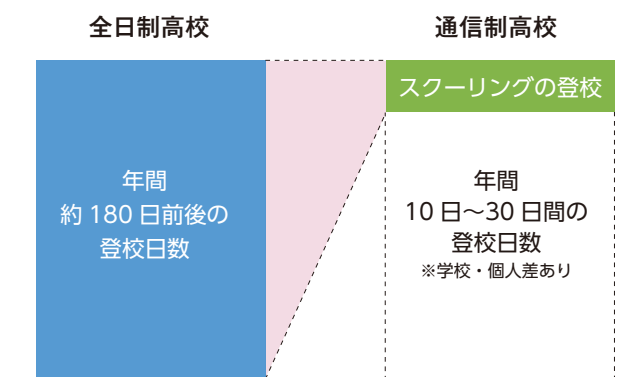 全日制高校
通信制高校
スクーリングの登校
年間
約 180 日前後の
登校日数
年間
10 日〜30 日間の
登校日数
※学校・個人差あり